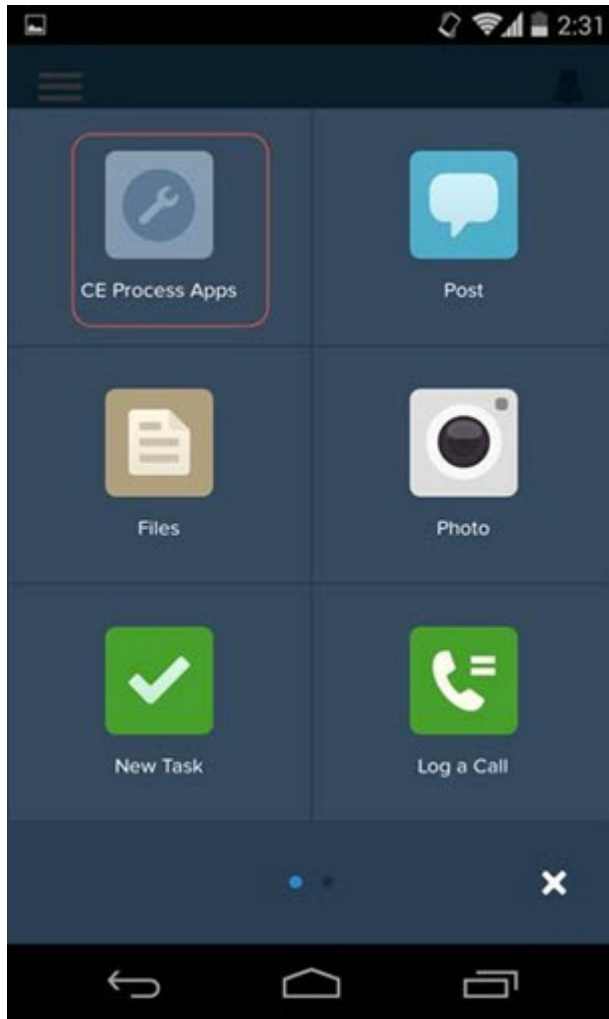 2:31
CE Process Apps
Post
Files
Photo
New Task
Log a Call